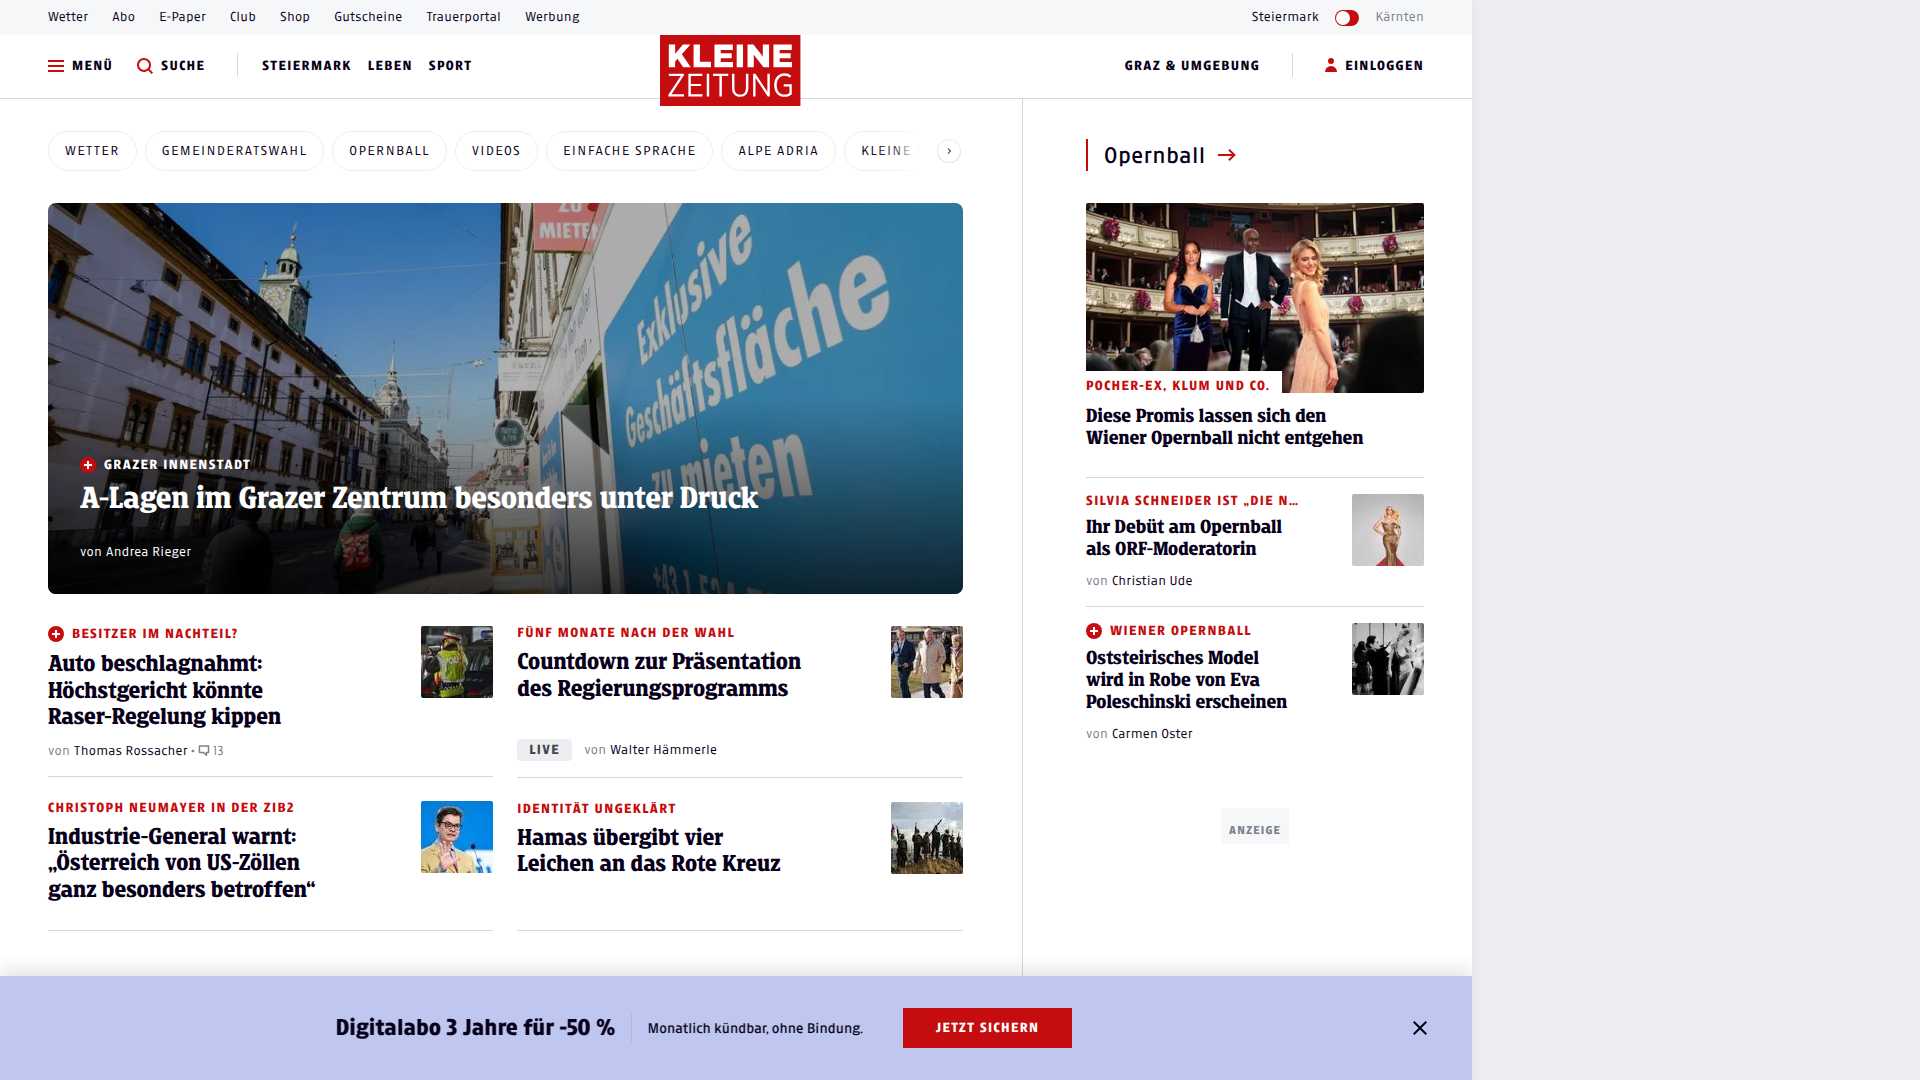 Wetter Abo E-Paper Club Shop Gutscheine Trauerportal Werbung Steiermark Kärnten
MENÜ SUCHE STEIERMARK LEBEN SPORT KLEINE ZEITUNG GRAZ & UMGEBUNG EINLOGGEN
WETTER GEMEINDERATSWAHL OPERNBALL VIDEOS EINFACHE SPRACHE ALPE ADRIA KLEINE
ZU
MIETEN
Exklusive
Geschäftsfläche
zu mieten
GRAZER INNENSTADT
A-Lagen im Grazer Zentrum besonders unter Druck
von Andrea Rieger
BESITZER IM NACHTEIL?
Auto beschlagnahmt:
Höchstgericht könnte
Raser-Regelung kippen
von Thomas Rossacher • 13
FÜNF MONATE NACH DER WAHL
Countdown zur Präsentation
des Regierungsprogramms
LIVE von Walter Hämmerle
CHRISTOPH NEUMAYER IN DER ZIB2
Industrie-General warnt:
„Österreich von US-Zöllen
ganz besonders betroffen“
IDENTITÄT UNGEKLÄRT
Hamas übergibt vier
Leichen an das Rote Kreuz
Opernball
POCHER-EX, KLUM UND CO.
Diese Promis lassen sich den
Wiener Opernball nicht entgehen
SILVIA SCHNEIDER IST „DIE N...
Ihr Debüt am Opernball
als ORF-Moderatorin
von Christian Ude
WIENER OPERNBALL
Oststeirisches Model
wird in Robe von Eva
Poleschinski erscheinen
von Carmen Oster
ANZEIGE
Digitalabo 3 Jahre für -50 % Monatlich kündbar, ohne Bindung. JETZT SICHERN